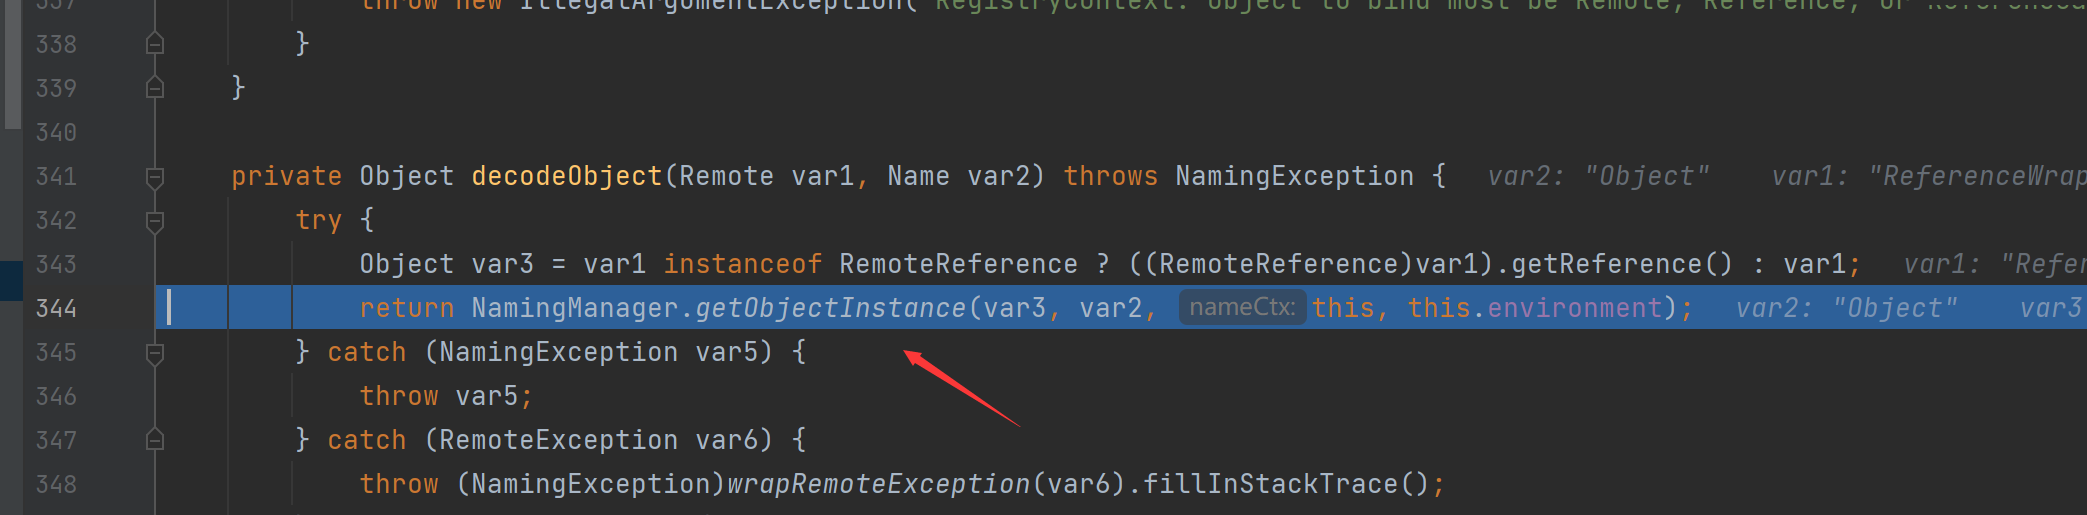 337 throw new IllegalArgumentException("RegistryContext: object to bind must be Remote, Reference, or
338 }
339 }
340
341 private Object decodeObject(Remote var1, Name var2) throws NamingException { var2: "Object" var1: "ReferenceWrap
342 try {
343 Object var3 = var1 instanceof RemoteReference ? ((RemoteReference)var1).getReference() : var1; var1: "Refer
344 return NamingManager.getObjectInstance(var3, var2, nameCtx: this, this.environment); var2: "Object" var3
345 } catch (NamingException var5) {
346 throw var5;
347 } catch (RemoteException var6) {
348 throw (NamingException)wrapRemoteException(var6).fillInStackTrace();